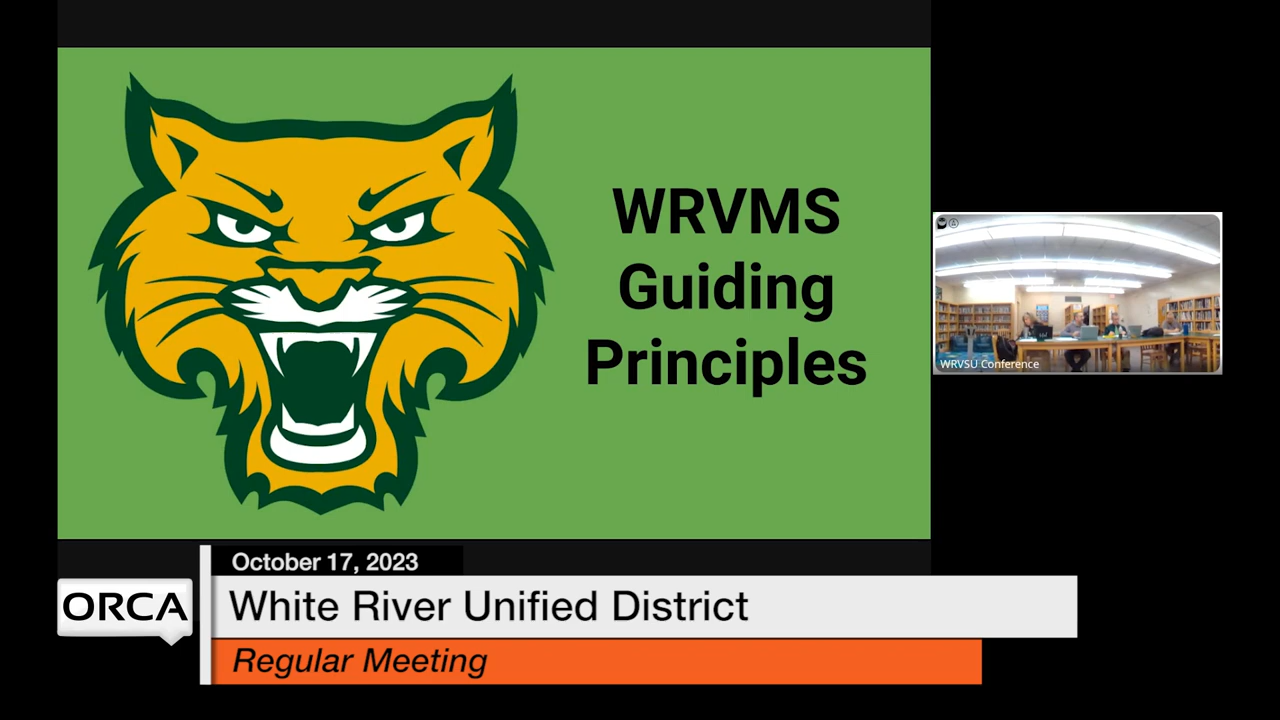 WRVMS
Guiding
Principles
WRVSU Conference
October 17, 2023
ORCA
White River Unified District
Regular Meeting